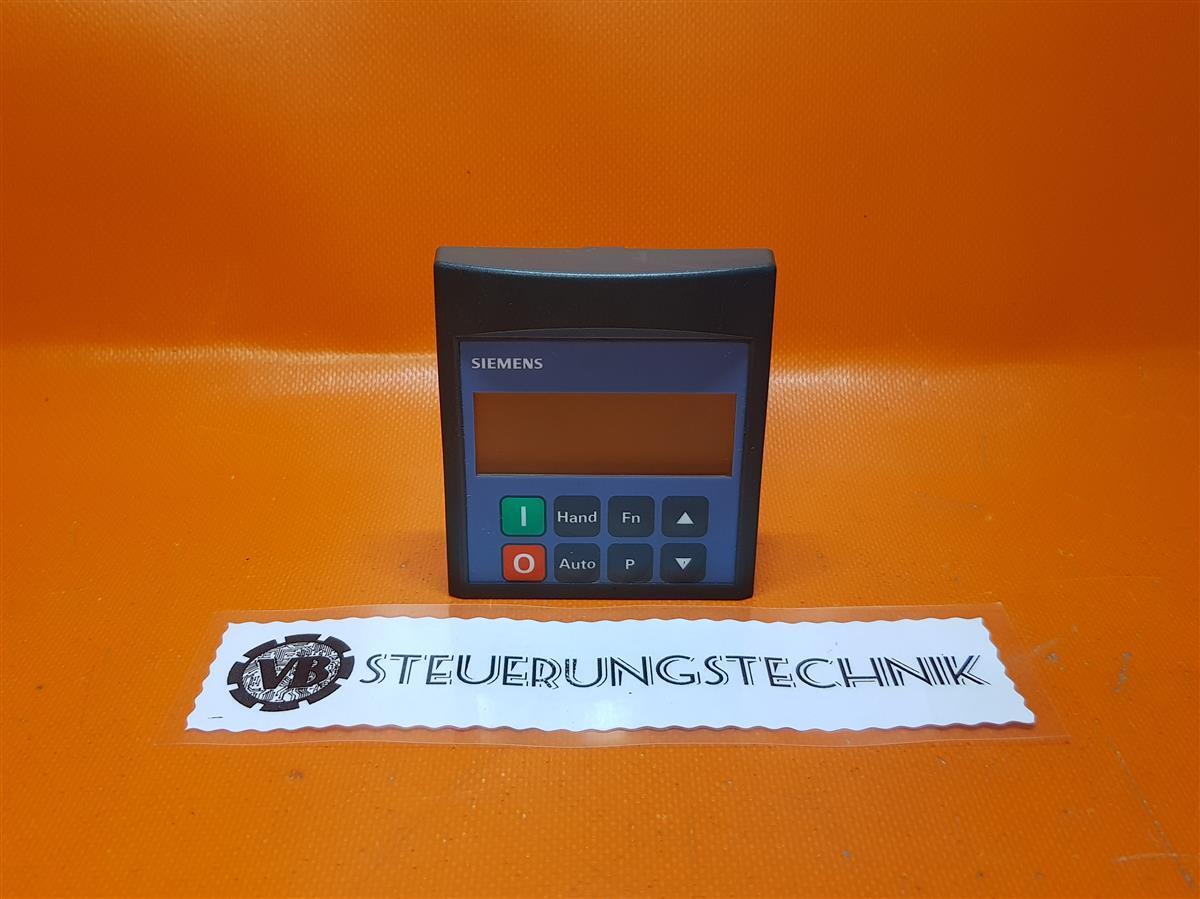 SIEMENS
I Hand Fn ▲
O Auto P ▼
VB STEUERUNGSTECHNIK